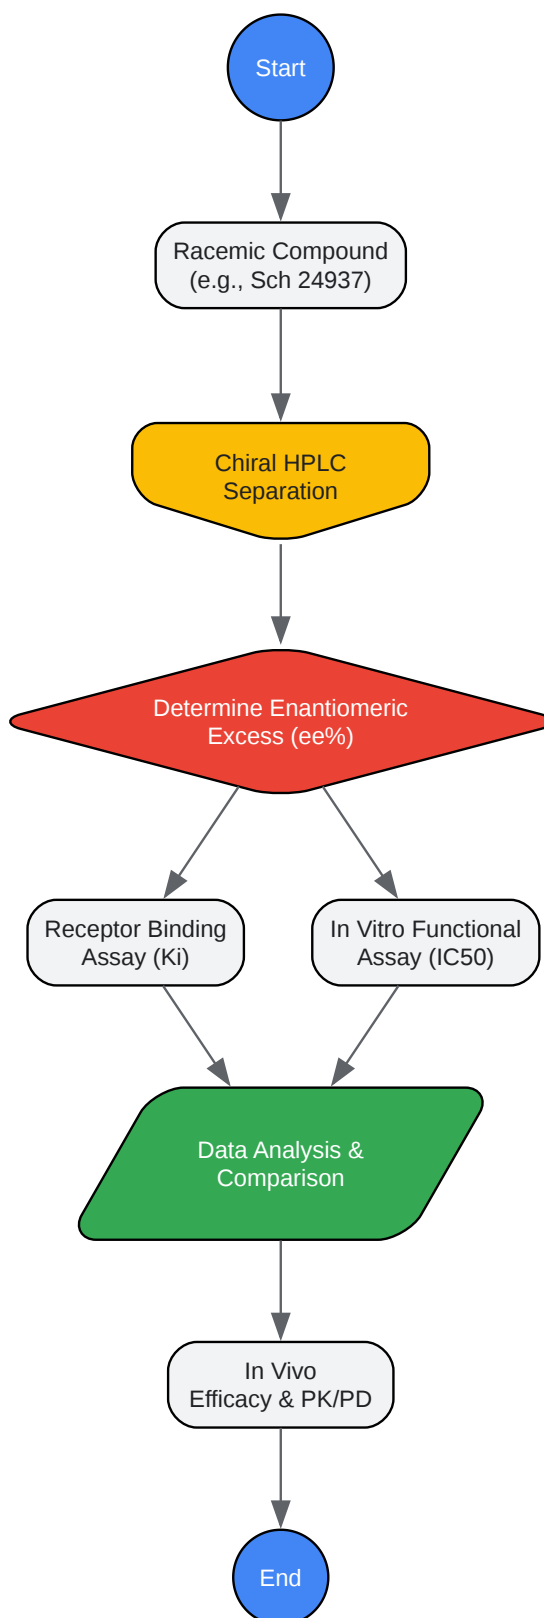 Start
Racemic Compound
(e.g., Sch 24937)
Chiral HPLC
Separation
Determine Enantiomeric
Excess (ee%)
Receptor Binding
Assay (Ki)
In Vitro Functional
Assay (IC50)
Data Analysis &
Comparison
In Vivo
Efficacy & PK/PD
End